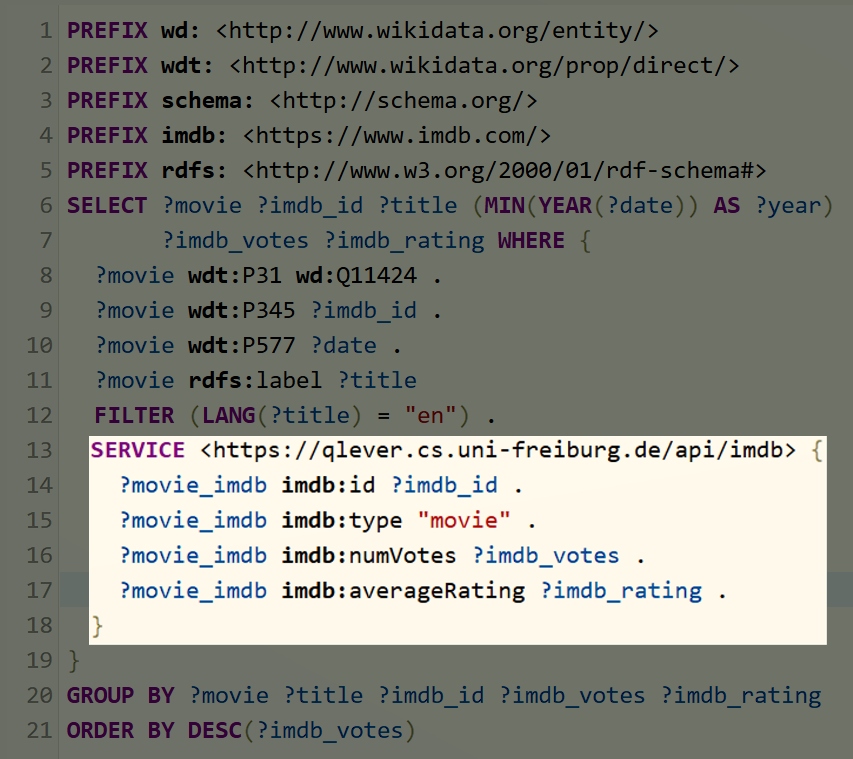 1 PREFIX wd: <http://www.wikidata.org/entity/>
2 PREFIX wdt: <http://www.wikidata.org/prop/direct/>
3 PREFIX schema: <http://schema.org/>
4 PREFIX imdb: <https://www.imdb.com/>
5 PREFIX rdfs: <http://www.w3.org/2000/01/rdf-schema#>
6 SELECT ?movie ?imdb_id ?title (MIN(YEAR(?date)) AS ?year)
7 ?imdb_votes ?imdb_rating WHERE {
8 ?movie wdt:P31 wd:Q11424 .
9 ?movie wdt:P345 ?imdb_id .
10 ?movie wdt:P577 ?date .
11 ?movie rdfs:label ?title
12 FILTER (LANG(?title) = "en") .
13 SERVICE <https://qlever.cs.uni-freiburg.de/api/imdb> {
14 ?movie_imdb imdb:id ?imdb_id .
15 ?movie_imdb imdb:type "movie" .
16 ?movie_imdb imdb:numVotes ?imdb_votes .
17 ?movie_imdb imdb:averageRating ?imdb_rating .
18 }
19 }
20 GROUP BY ?movie ?title ?imdb_id ?imdb_votes ?imdb_rating
21 ORDER BY DESC(?imdb_votes)